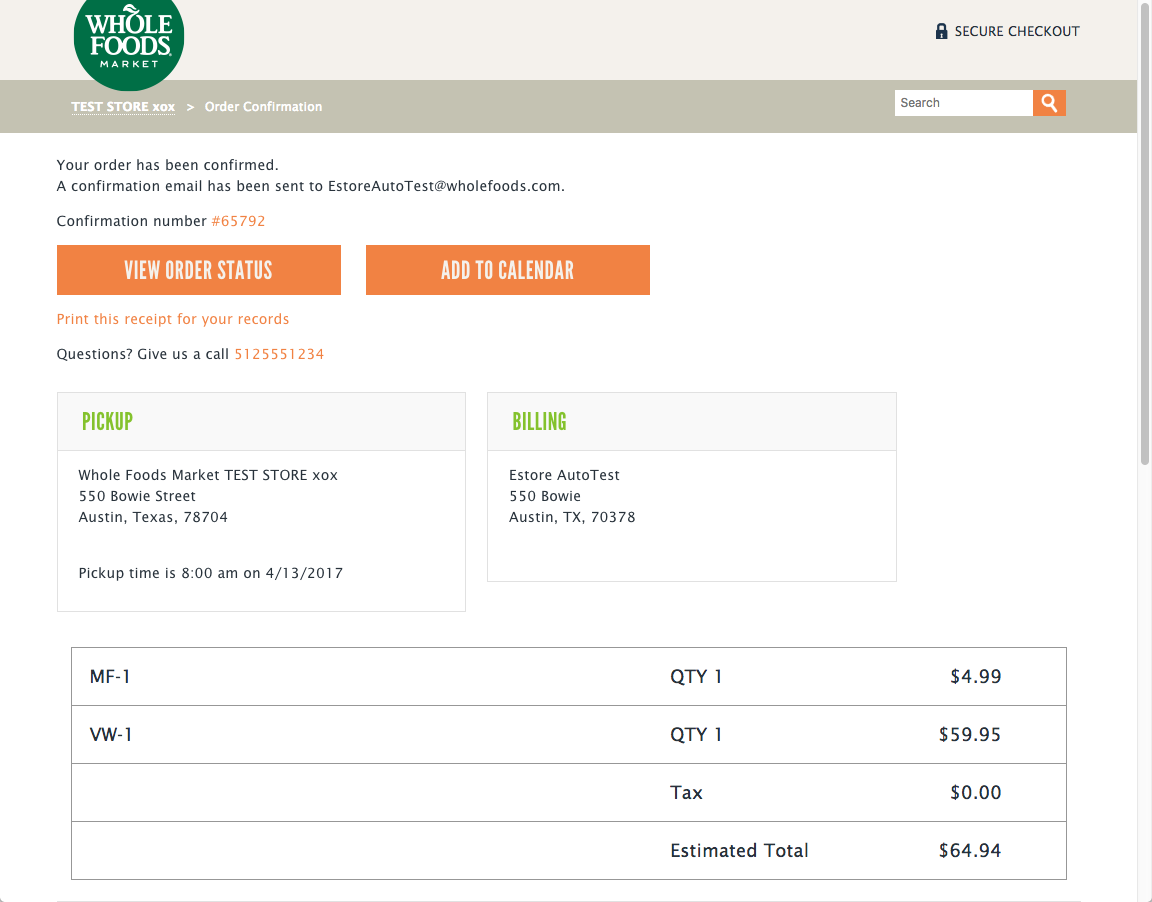 WHOLE
FOODS
MARKET
SECURE CHECKOUT
TEST STORE xox > Order Confirmation
Search
Your order has been confirmed.
A confirmation email has been sent to EstoreAutoTest@wholefoods.com.
Confirmation number #65792
VIEW ORDER STATUS
ADD TO CALENDAR
Print this receipt for your records
Questions? Give us a call 5125551234
PICKUP
Whole Foods Market TEST STORE xox
550 Bowie Street
Austin, Texas, 78704
Pickup time is 8:00 am on 4/13/2017
BILLING
Estore AutoTest
550 Bowie
Austin, TX, 70378
MF-1 QTY 1 $4.99
VW-1 QTY 1 $59.95
Tax $0.00
Estimated Total $64.94